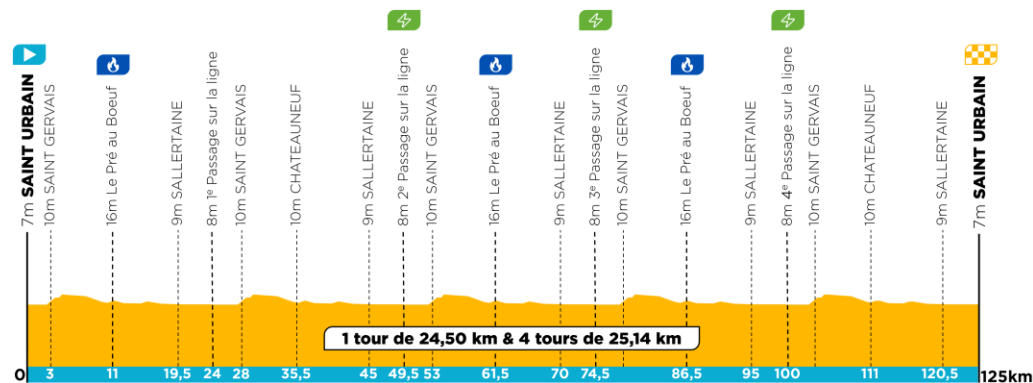 7m SAINT URBAIN
10m SAINT GERVAIS
16m Le Pré au Boeuf
9m SALLERTAINE
8m 1ᵉ Passage sur la ligne
10m SAINT GERVAIS
10m CHATEAUNEUF
9m SALLERTAINE
8m 2ᵉ Passage sur la ligne
10m SAINT GERVAIS
16m Le Pré au Boeuf
9m SALLERTAINE
8m 3ᵉ Passage sur la ligne
10m SAINT GERVAIS
16m Le Pré au Boeuf
9m SALLERTAINE
8m 4ᵉ Passage sur la ligne
10m SAINT GERVAIS
10m CHATEAUNEUF
9m SALLERTAINE
7m SAINT URBAIN
1 tour de 24,50 km & 4 tours de 25,14 km
0 3 11 19,5 24 28 35,5 45 49,5 53 61,5 70 74,5 86,5 95 100 111 120,5 125km